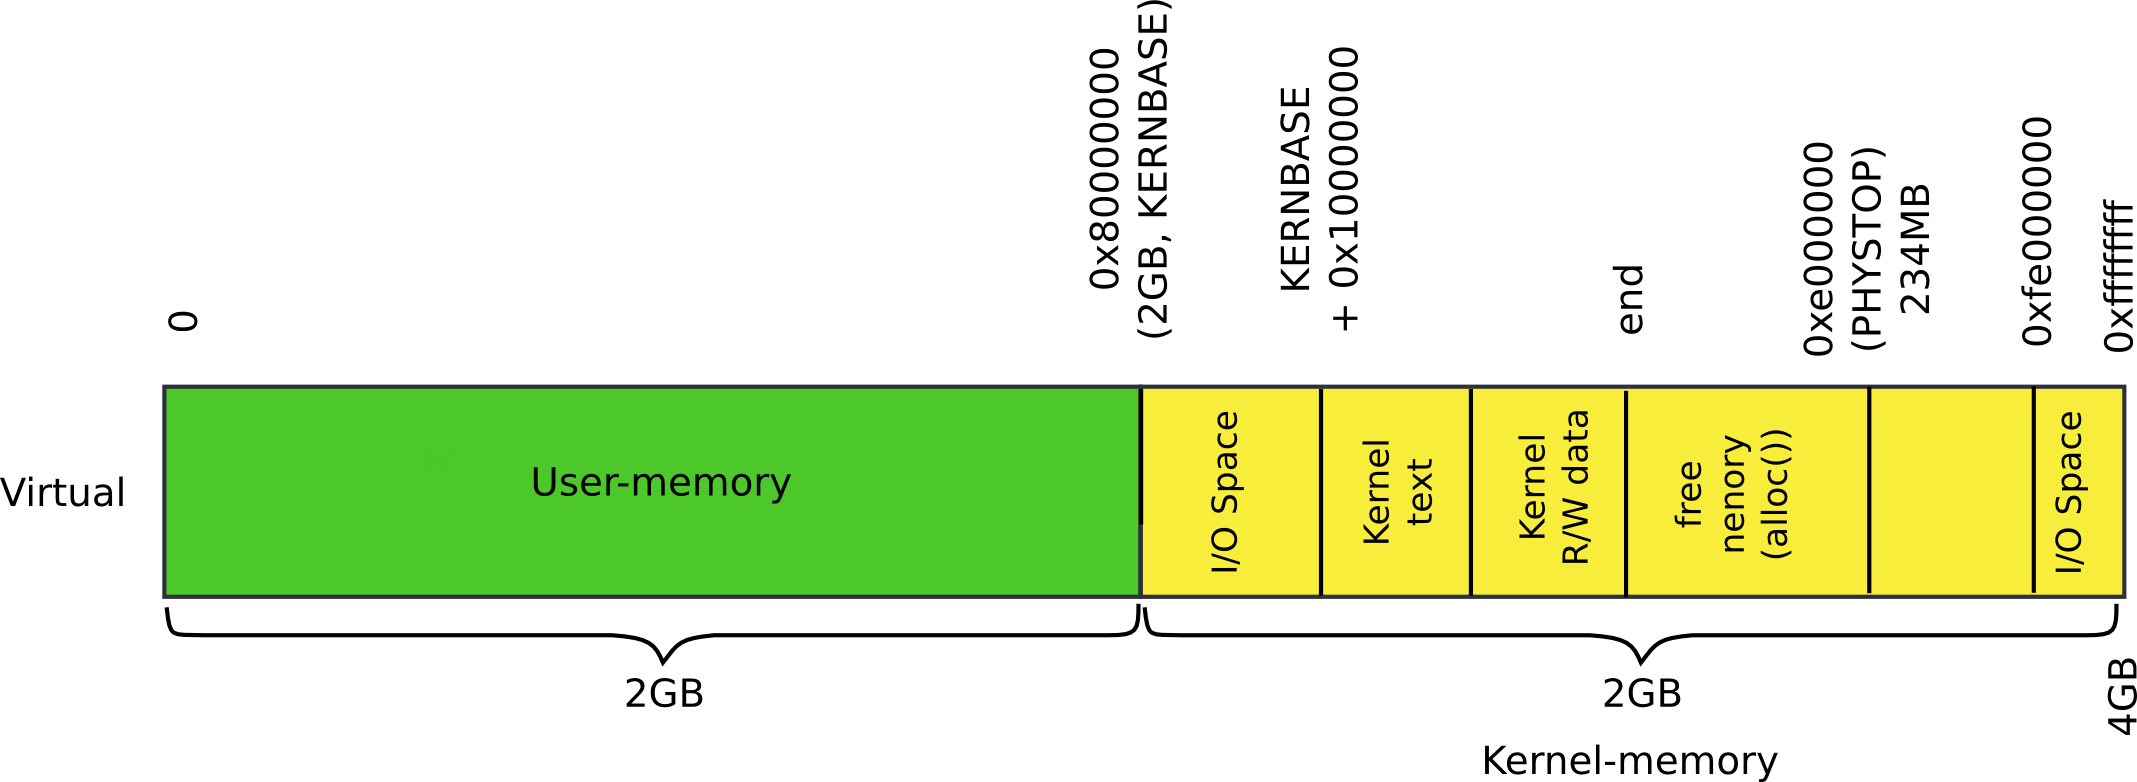 0
0x80000000
(2GB, KERNBASE)
KERNBASE
+ 0x10000000
end
0xe000000
(PHYSTOP)
234MB
0xfe000000
0xffffffff
Virtual
User-memory
I/O Space
Kernel
text
Kernel
R/W data
free
nenory
(alloc())
I/O Space
2GB
2GB
4GB
Kernel-memory